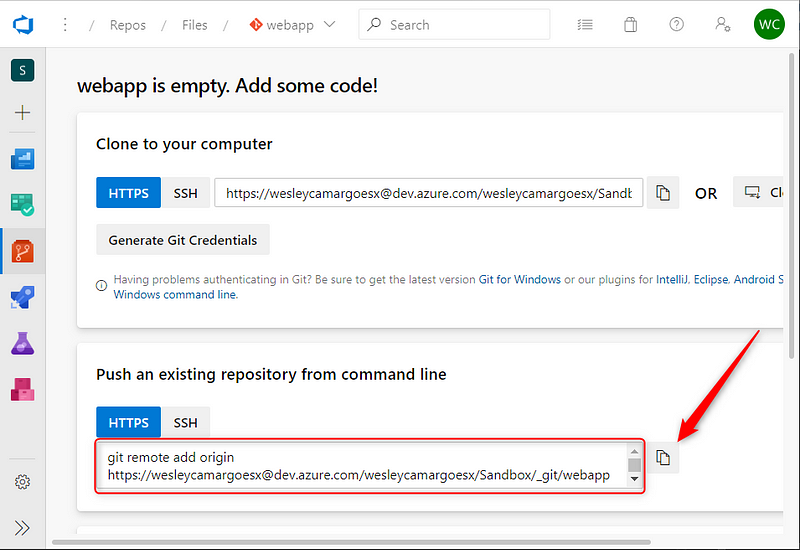 Repos / Files / webapp Search WC
S
webapp is empty. Add some code!
Clone to your computer
HTTPS SSH https://wesleycamargoesx@dev.azure.com/wesleycamargoesx/Sandb OR Cl
Generate Git Credentials
Having problems authenticating in Git? Be sure to get the latest version Git for Windows or our plugins for IntelliJ, Eclipse, Android S
Windows command line.
Push an existing repository from command line
HTTPS SSH
git remote add origin
https://wesleycamargoesx@dev.azure.com/wesleycamargoesx/Sandbox/_git/webapp